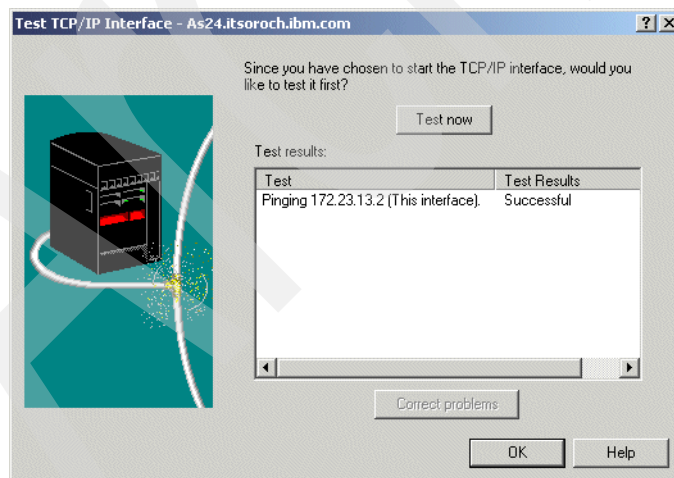 Test TCP/IP Interface - As24.itsoroch.ibm.com
Since you have chosen to start the TCP/IP interface, would you
like to test it first?
Test now
Test results:
Test Test Results
Pinging 172.23.13.2 (This interface). Successful
Correct problems
OK Help